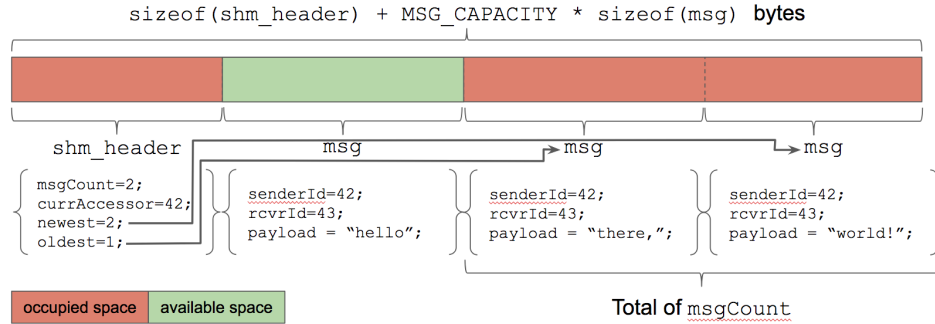 sizeof(shm_header) + MSG_CAPACITY * sizeof(msg) bytes
shm_header
msg
msg
msg
msgCount=2;
currAccessor=42;
newest=2;
oldest=1;
senderId=42;
rcvrId=43;
payload = “hello”;
senderId=42;
rcvrId=43;
payload = “there,”;
senderId=42;
rcvrId=43;
payload = “world!”;
occupied space
available space
Total of msgCount